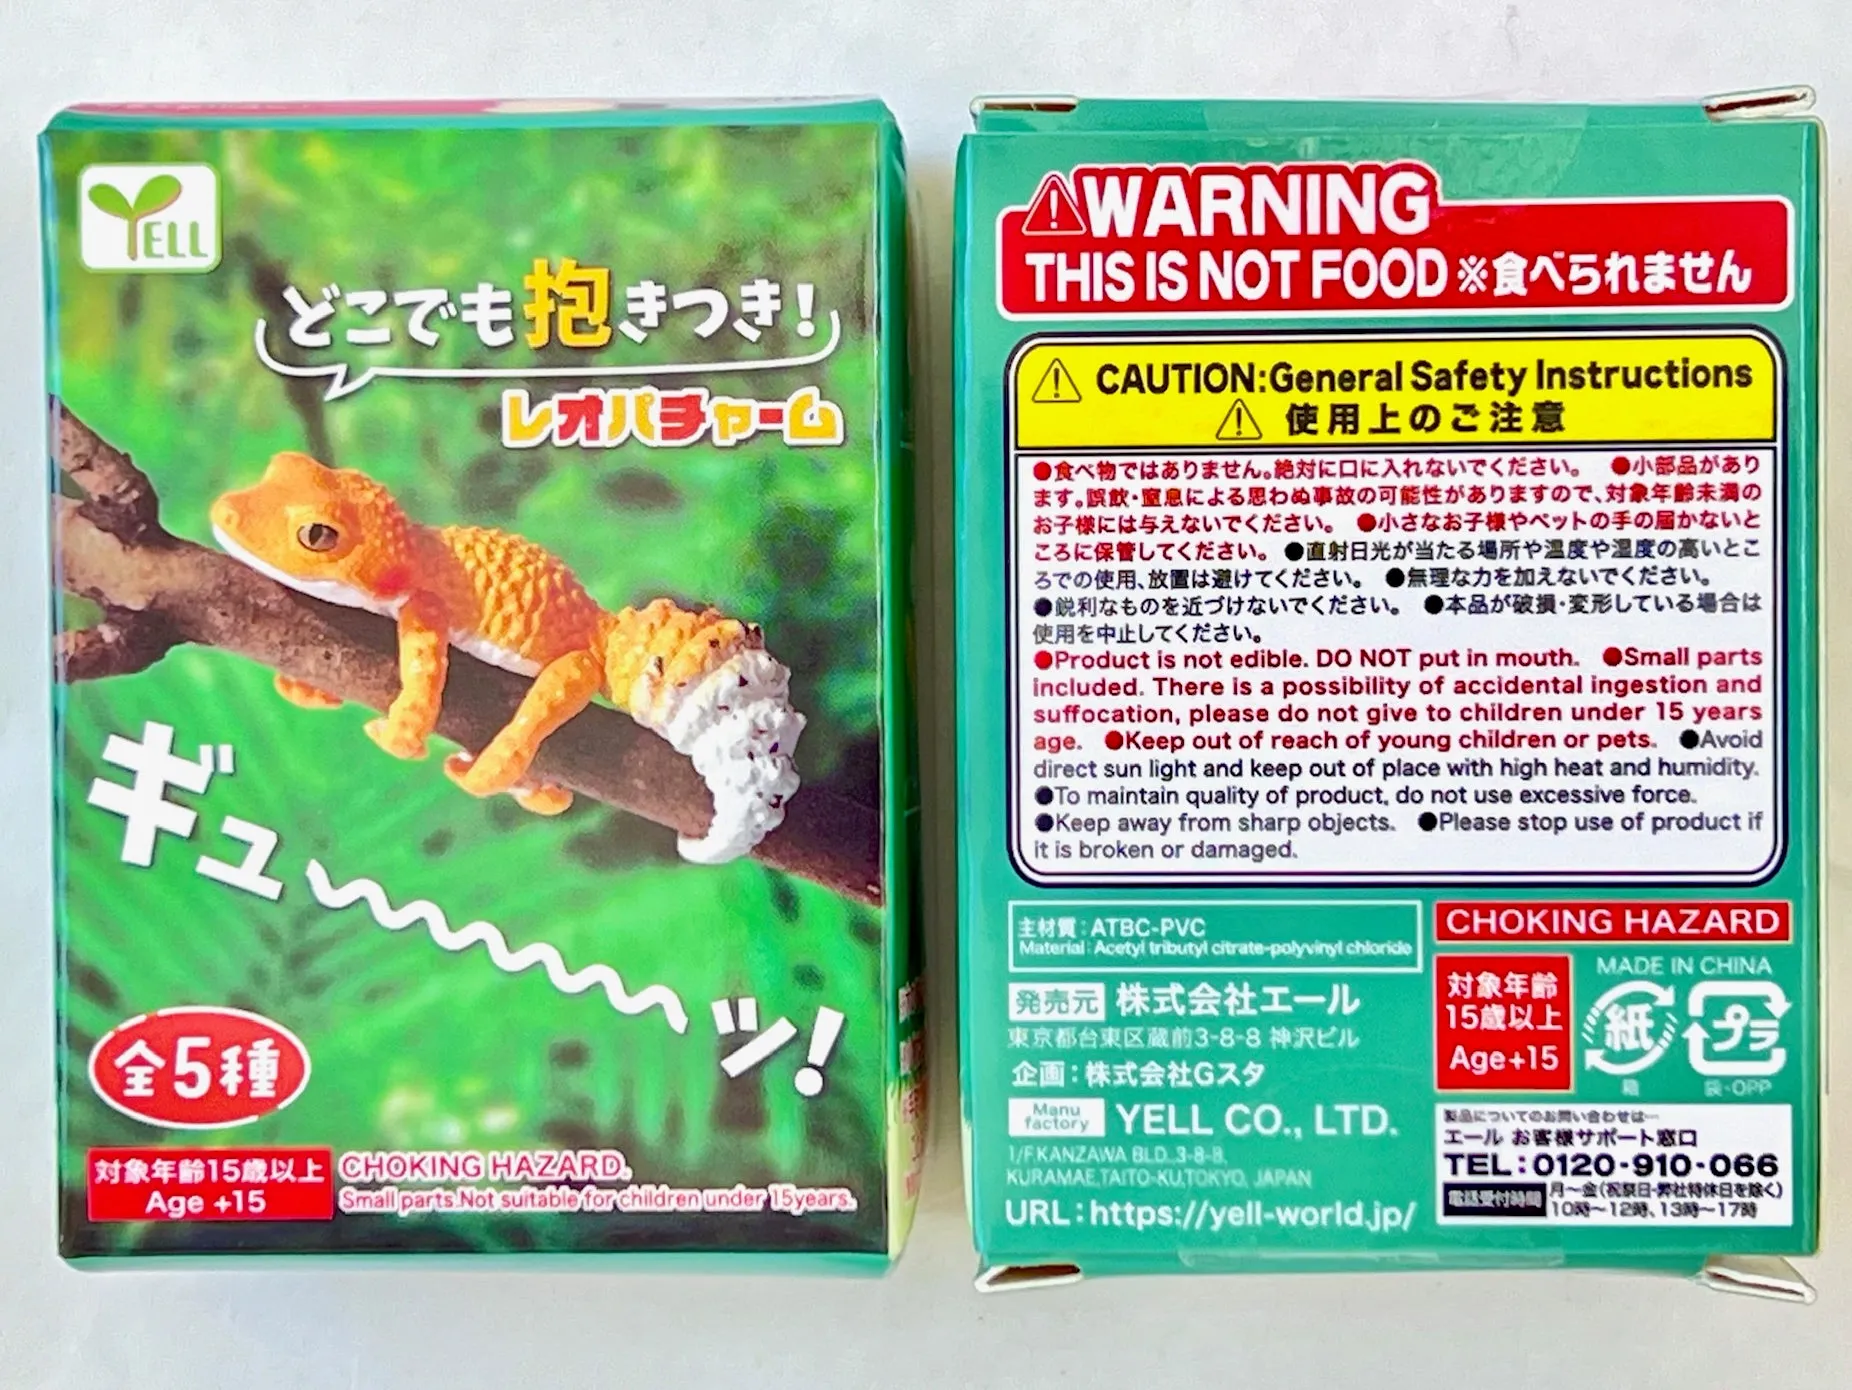 YELL
どこでも抱きつき!
レオパチャーム
ギュ〜〜〜ッ!
全5種
対象年齢15歳以上
Age +15
CHOKING HAZARD.
Small parts.Not suitable for children under 15years.
⚠WARNING
THIS IS NOT FOOD ※食べられません
⚠ CAUTION:General Safety Instructions
⚠ 使用上のご注意
●食べ物ではありません。絶対に口に入れないでください。 ●小部品があり
ます。誤飲・窒息による思わぬ事故の可能性がありますので、対象年齢未満の
お子様には与えないでください。 ●小さなお子様やペットの手の届かないと
ころに保管してください。 ●直射日光が当たる場所や温度や湿度の高いとこ
ろでの使用、放置は避けてください。 ●無理な力を加えないでください。
●鋭利なものを近づけないでください。 ●本品が破損・変形している場合は
使用を中止してください。
●Product is not edible. DO NOT put in mouth. ●Small parts
included. There is a possibility of accidental ingestion and
suffocation, please do not give to children under 15 years
age. ●Keep out of reach of young children or pets. ●Avoid
direct sun light and keep out of place with high heat and humidity.
●To maintain quality of product, do not use excessive force.
●Keep away from sharp objects. ●Please stop use of product if
it is broken or damaged.
主材質：ATBC-PVC
Material：Acetyl tributyl citrate-polyvinyl chloride
発売元 株式会社エール
東京都台東区蔵前3-8-8 神沢ビル
企画：株式会社Gスタ
Manu
factory YELL CO., LTD.
1/F.KANZAWA BLD.,3-8-8,
KURAMAE,TAITO-KU,TOKYO, JAPAN
URL：https://yell-world.jp/
CHOKING HAZARD
対象年齢
15歳以上
Age+15
MADE IN CHINA
紙
プラ
箱
袋・OPP
製品についてのお問い合わせは…
エール お客様サポート窓口
TEL：0120-910-066
電話受付時間
月〜金(祝祭日・弊社特休日を除く)
10時〜12時、13時〜17時